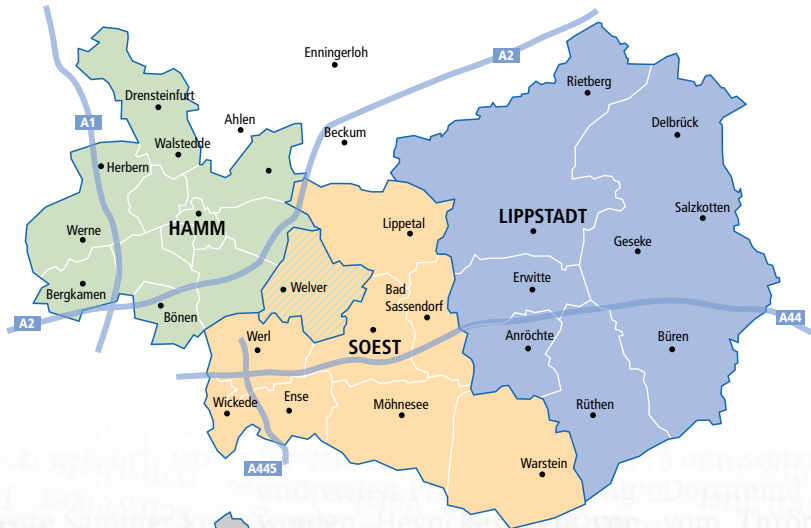 Enningerloh
A2
Rietberg
Drensteinfurt
A1
Ahlen
Beckum
Delbrück
Walstedde
Herbern
HAMM
Werne
Lippetal
LIPPSTADT
Salzkotten
Geseke
Bergkamen
Welver
Bad
Sassendorf
Erwitte
A2
Bönen
A44
Werl
SOEST
Anröchte
Büren
Wickede
Ense
Möhnesee
Rüthen
A445
Warstein